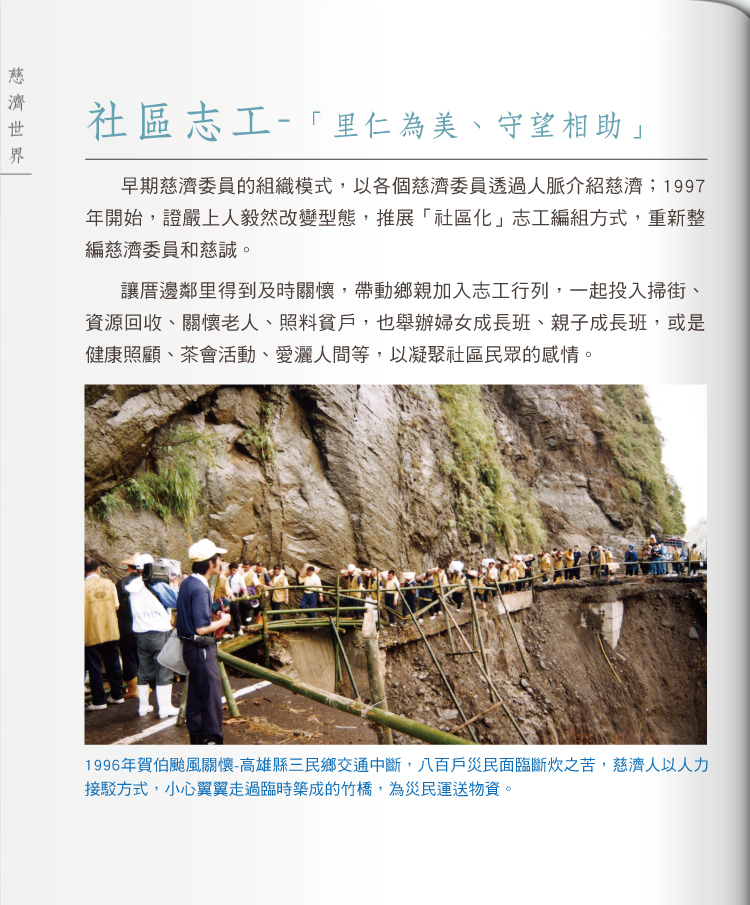 慈濟世界
社區志工-「里仁為美、守望相助」
早期慈濟委員的組織模式，以各個慈濟委員透過人脈介紹慈濟；1997
年開始，證嚴上人毅然改變型態，推展「社區化」志工編組方式，重新整
編慈濟委員和慈誠。
讓厝邊鄰里得到及時關懷，帶動鄉親加入志工行列，一起投入掃街、
資源回收、關懷老人、照料貧戶，也舉辦婦女成長班、親子成長班，或是
健康照顧、茶會活動、愛灑人間等，以凝聚社區民眾的感情。
1996年賀伯颱風關懷-高雄縣三民鄉交通中斷，八百戶災民面臨斷炊之苦，慈濟人以人力
接駁方式，小心翼翼走過臨時築成的竹橋，為災民運送物資。